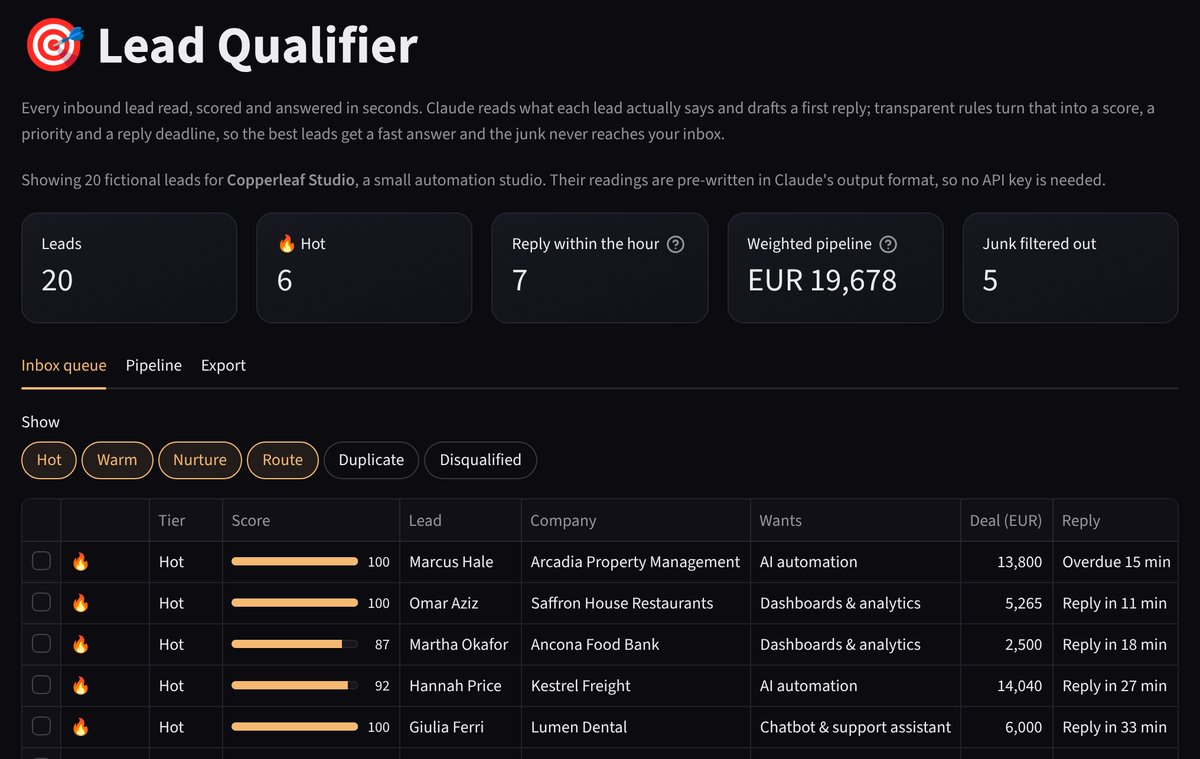 🎯 Lead Qualifier
Every inbound lead read, scored and answered in seconds. Claude reads what each lead actually says and drafts a first reply; transparent rules turn that into a score, a
priority and a reply deadline, so the best leads get a fast answer and the junk never reaches your inbox.
Showing 20 fictional leads for Copperleaf Studio, a small automation studio. Their readings are pre-written in Claude's output format, so no API key is needed.
Leads
20
🔥 Hot
6
Reply within the hour ?
7
Weighted pipeline ?
EUR 19,678
Junk filtered out
5
Inbox queue Pipeline Export
Show
Hot Warm Nurture Route Duplicate Disqualified
Tier Score Lead Company Wants Deal (EUR) Reply
🔥 Hot 100 Marcus Hale Arcadia Property Management AI automation 13,800 Overdue 15 min
🔥 Hot 100 Omar Aziz Saffron House Restaurants Dashboards & analytics 5,265 Reply in 11 min
🔥 Hot 87 Martha Okafor Ancona Food Bank Dashboards & analytics 2,500 Reply in 18 min
🔥 Hot 92 Hannah Price Kestrel Freight AI automation 14,040 Reply in 27 min
🔥 Hot 100 Giulia Ferri Lumen Dental Chatbot & support assistant 6,000 Reply in 33 min